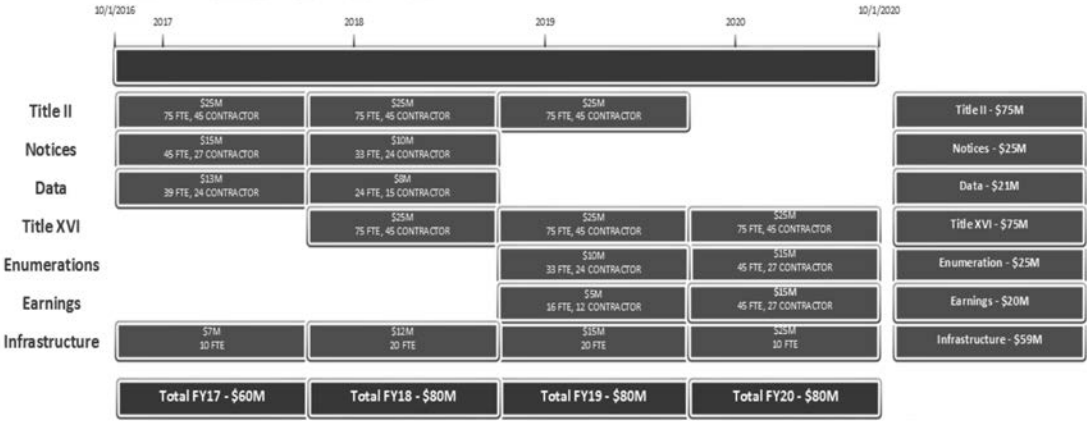 10/1/2016
2017
2018
2019
2020
10/1/2020
Title II
$25M
75 FTE, 45 CONTRACTOR
$25M
75 FTE, 45 CONTRACTOR
$25M
75 FTE, 45 CONTRACTOR
Title II - $75M
Notices
$15M
45 FTE, 27 CONTRACTOR
$10M
33 FTE, 24 CONTRACTOR
Notices - $25M
Data
$13M
39 FTE, 24 CONTRACTOR
$8M
24 FTE, 15 CONTRACTOR
Data - $21M
Title XVI
$25M
75 FTE, 45 CONTRACTOR
$25M
75 FTE, 45 CONTRACTOR
$25M
75 FTE, 45 CONTRACTOR
Title XVI - $75M
Enumerations
$10M
33 FTE, 24 CONTRACTOR
$15M
45 FTE, 27 CONTRACTOR
Enumeration - $25M
Earnings
$5M
16 FTE, 12 CONTRACTOR
$15M
45 FTE, 27 CONTRACTOR
Earnings - $20M
Infrastructure
$7M
10 FTE
$12M
20 FTE
$15M
20 FTE
$25M
10 FTE
Infrastructure - $59M
Total FY17 - $60M
Total FY18 - $80M
Total FY19 - $80M
Total FY20 - $80M